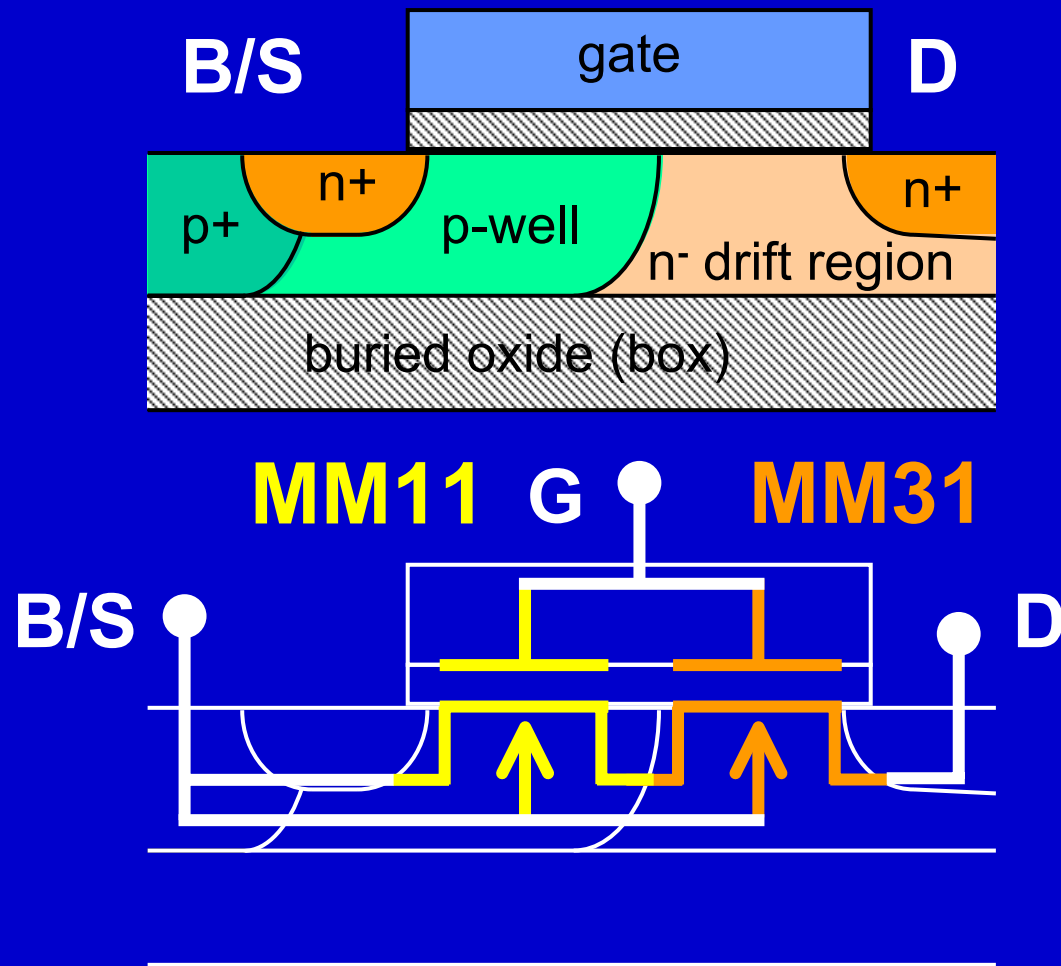 B/S
gate
D
n+
n+
p+
p-well
n⁻ drift region
buried oxide (box)
MM11 G MM31
B/S
D